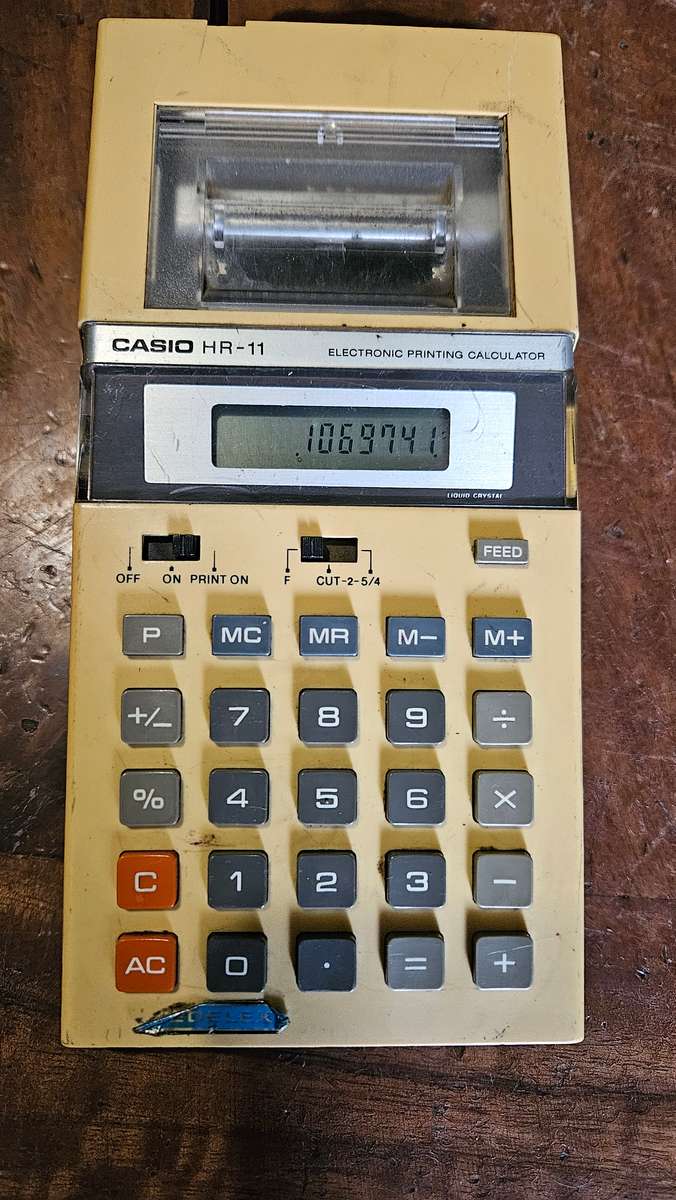 CASIO HR-11 ELECTRONIC PRINTING CALCULATOR
1069741.
LIQUID CRYSTAL
OFF ON PRINT ON F CUT-2-5/4 FEED
P MC MR M− M+
+/− 7 8 9 ÷
% 4 5 6 ×
C 1 2 3 −
AC 0 . = +